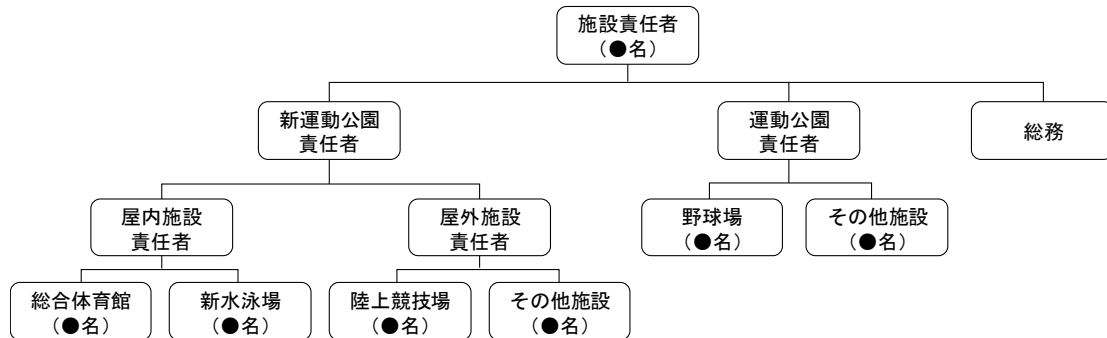 施設責任者
（●名）
新運動公園
責任者
運動公園
責任者
総務
屋内施設
責任者
屋外施設
責任者
野球場
（●名）
その他施設
（●名）
総合体育館
（●名）
新水泳場
（●名）
陸上競技場
（●名）
その他施設
（●名）